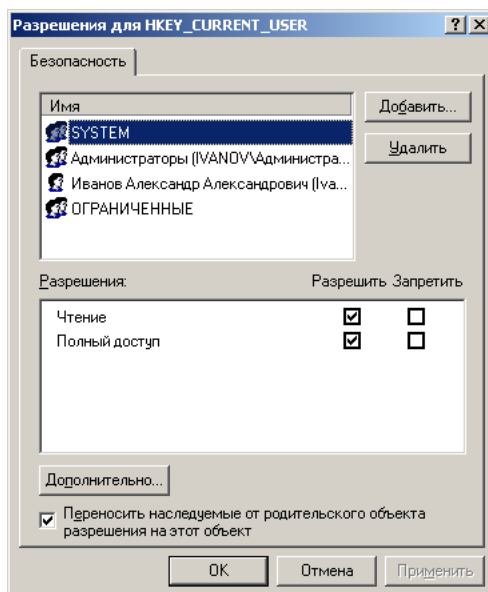 Разрешения для HKEY_CURRENT_USER
Безопасность
Имя
SYSTEM
Администраторы (IVANOV\Администра...
Иванов Александр Александрович (Iva...
ОГРАНИЧЕННЫЕ
Добавить...
Удалить
Разрешения: Разрешить Запретить
Чтение
Полный доступ
Дополнительно...
Переносить наследуемые от родительского объекта
разрешения на этот объект
OK Отмена Применить